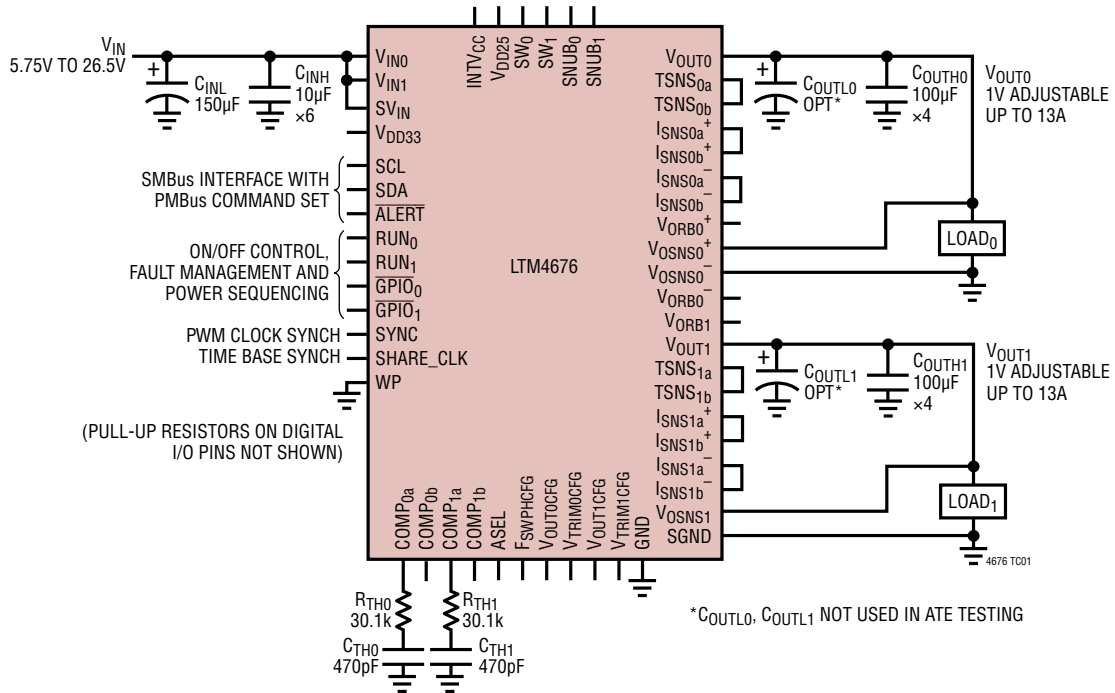 INTVCC
VDD25
SW0
SW1
SNUB0
SNUB1
VIN
5.75V TO 26.5V
+
CINL
150µF
CINH
10µF
×6
VIN0
VIN1
SVIN
VDD33
SMBus INTERFACE WITH
PMBus COMMAND SET
SCL
SDA
ALERT
ON/OFF CONTROL,
FAULT MANAGEMENT AND
POWER SEQUENCING
RUN0
RUN1
GPIO0
GPIO1
PWM CLOCK SYNCH
SYNC
TIME BASE SYNCH
SHARE_CLK
WP
(PULL-UP RESISTORS ON DIGITAL
I/O PINS NOT SHOWN)
LTM4676
VOUT0
TSNS0a
TSNS0b
ISNS0a+
ISNS0b+
ISNS0a–
ISNS0b–
VORB0+
VOSNS0+
VOSNS0–
VORB0–
VORB1
VOUT1
TSNS1a
TSNS1b
ISNS1a+
ISNS1b+
ISNS1a–
ISNS1b–
VOSNS1
SGND
+
COUTL0
OPT*
COUTH0
100µF
×4
VOUT0
1V ADJUSTABLE
UP TO 13A
LOAD0
+
COUTL1
OPT*
COUTH1
100µF
×4
VOUT1
1V ADJUSTABLE
UP TO 13A
LOAD1
4676 TC01
COMP0a
COMP0b
COMP1a
COMP1b
ASEL
FSWPHCFG
VOUT0CFG
VTRIM0CFG
VOUT1CFG
VTRIM1CFG
GND
RTH0
30.1k
RTH1
30.1k
CTH0
470pF
CTH1
470pF
*COUTL0, COUTL1 NOT USED IN ATE TESTING